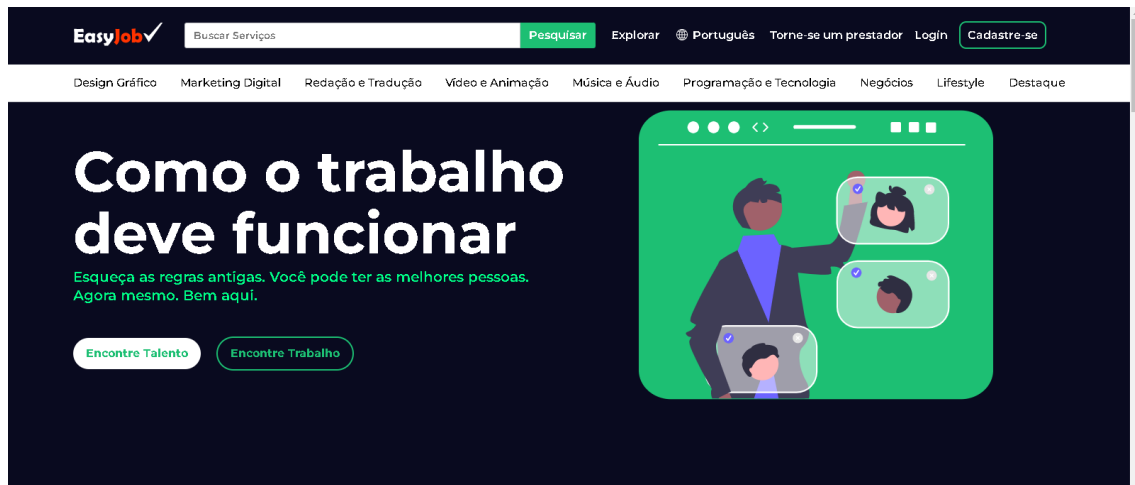 EasyJob
Buscar Serviços
Pesquisar
Explorar
Português
Torne-se um prestador
Login
Cadastre-se
Design Gráfico
Marketing Digital
Redação e Tradução
Vídeo e Animação
Música e Áudio
Programação e Tecnologia
Negócios
Lifestyle
Destaque
Como o trabalho
deve funcionar
Esqueça as regras antigas. Você pode ter as melhores pessoas.
Agora mesmo. Bem aqui.
Encontre Talento
Encontre Trabalho